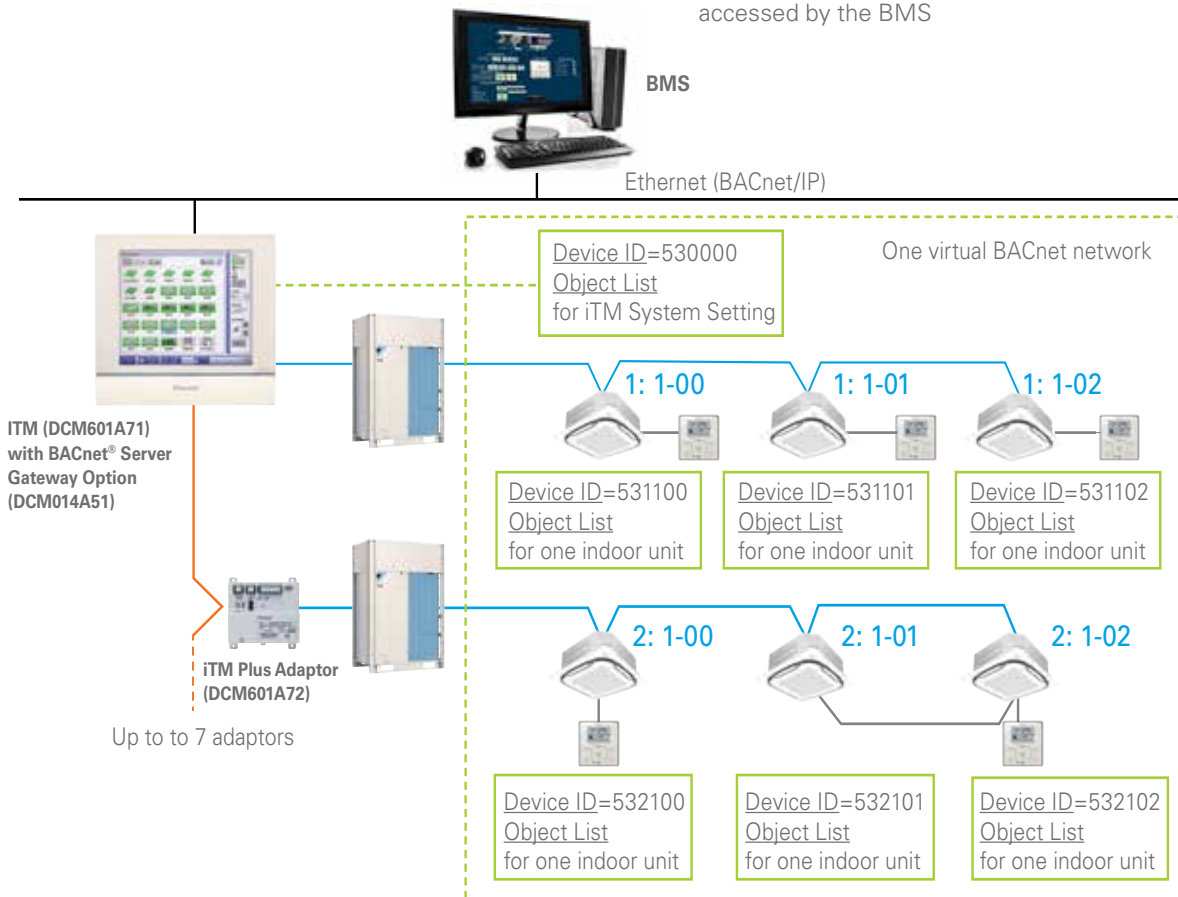 accessed by the BMS
BMS
Ethernet (BACnet/IP)
One virtual BACnet network
Device ID=530000
Object List
for iTM System Setting
1: 1-00
1: 1-01
1: 1-02
ITM (DCM601A71)
with BACnet® Server
Gateway Option
(DCM014A51)
Device ID=531100
Object List
for one indoor unit
Device ID=531101
Object List
for one indoor unit
Device ID=531102
Object List
for one indoor unit
2: 1-00
2: 1-01
2: 1-02
iTM Plus Adaptor
(DCM601A72)
Up to to 7 adaptors
Device ID=532100
Object List
for one indoor unit
Device ID=532101
Object List
for one indoor unit
Device ID=532102
Object List
for one indoor unit